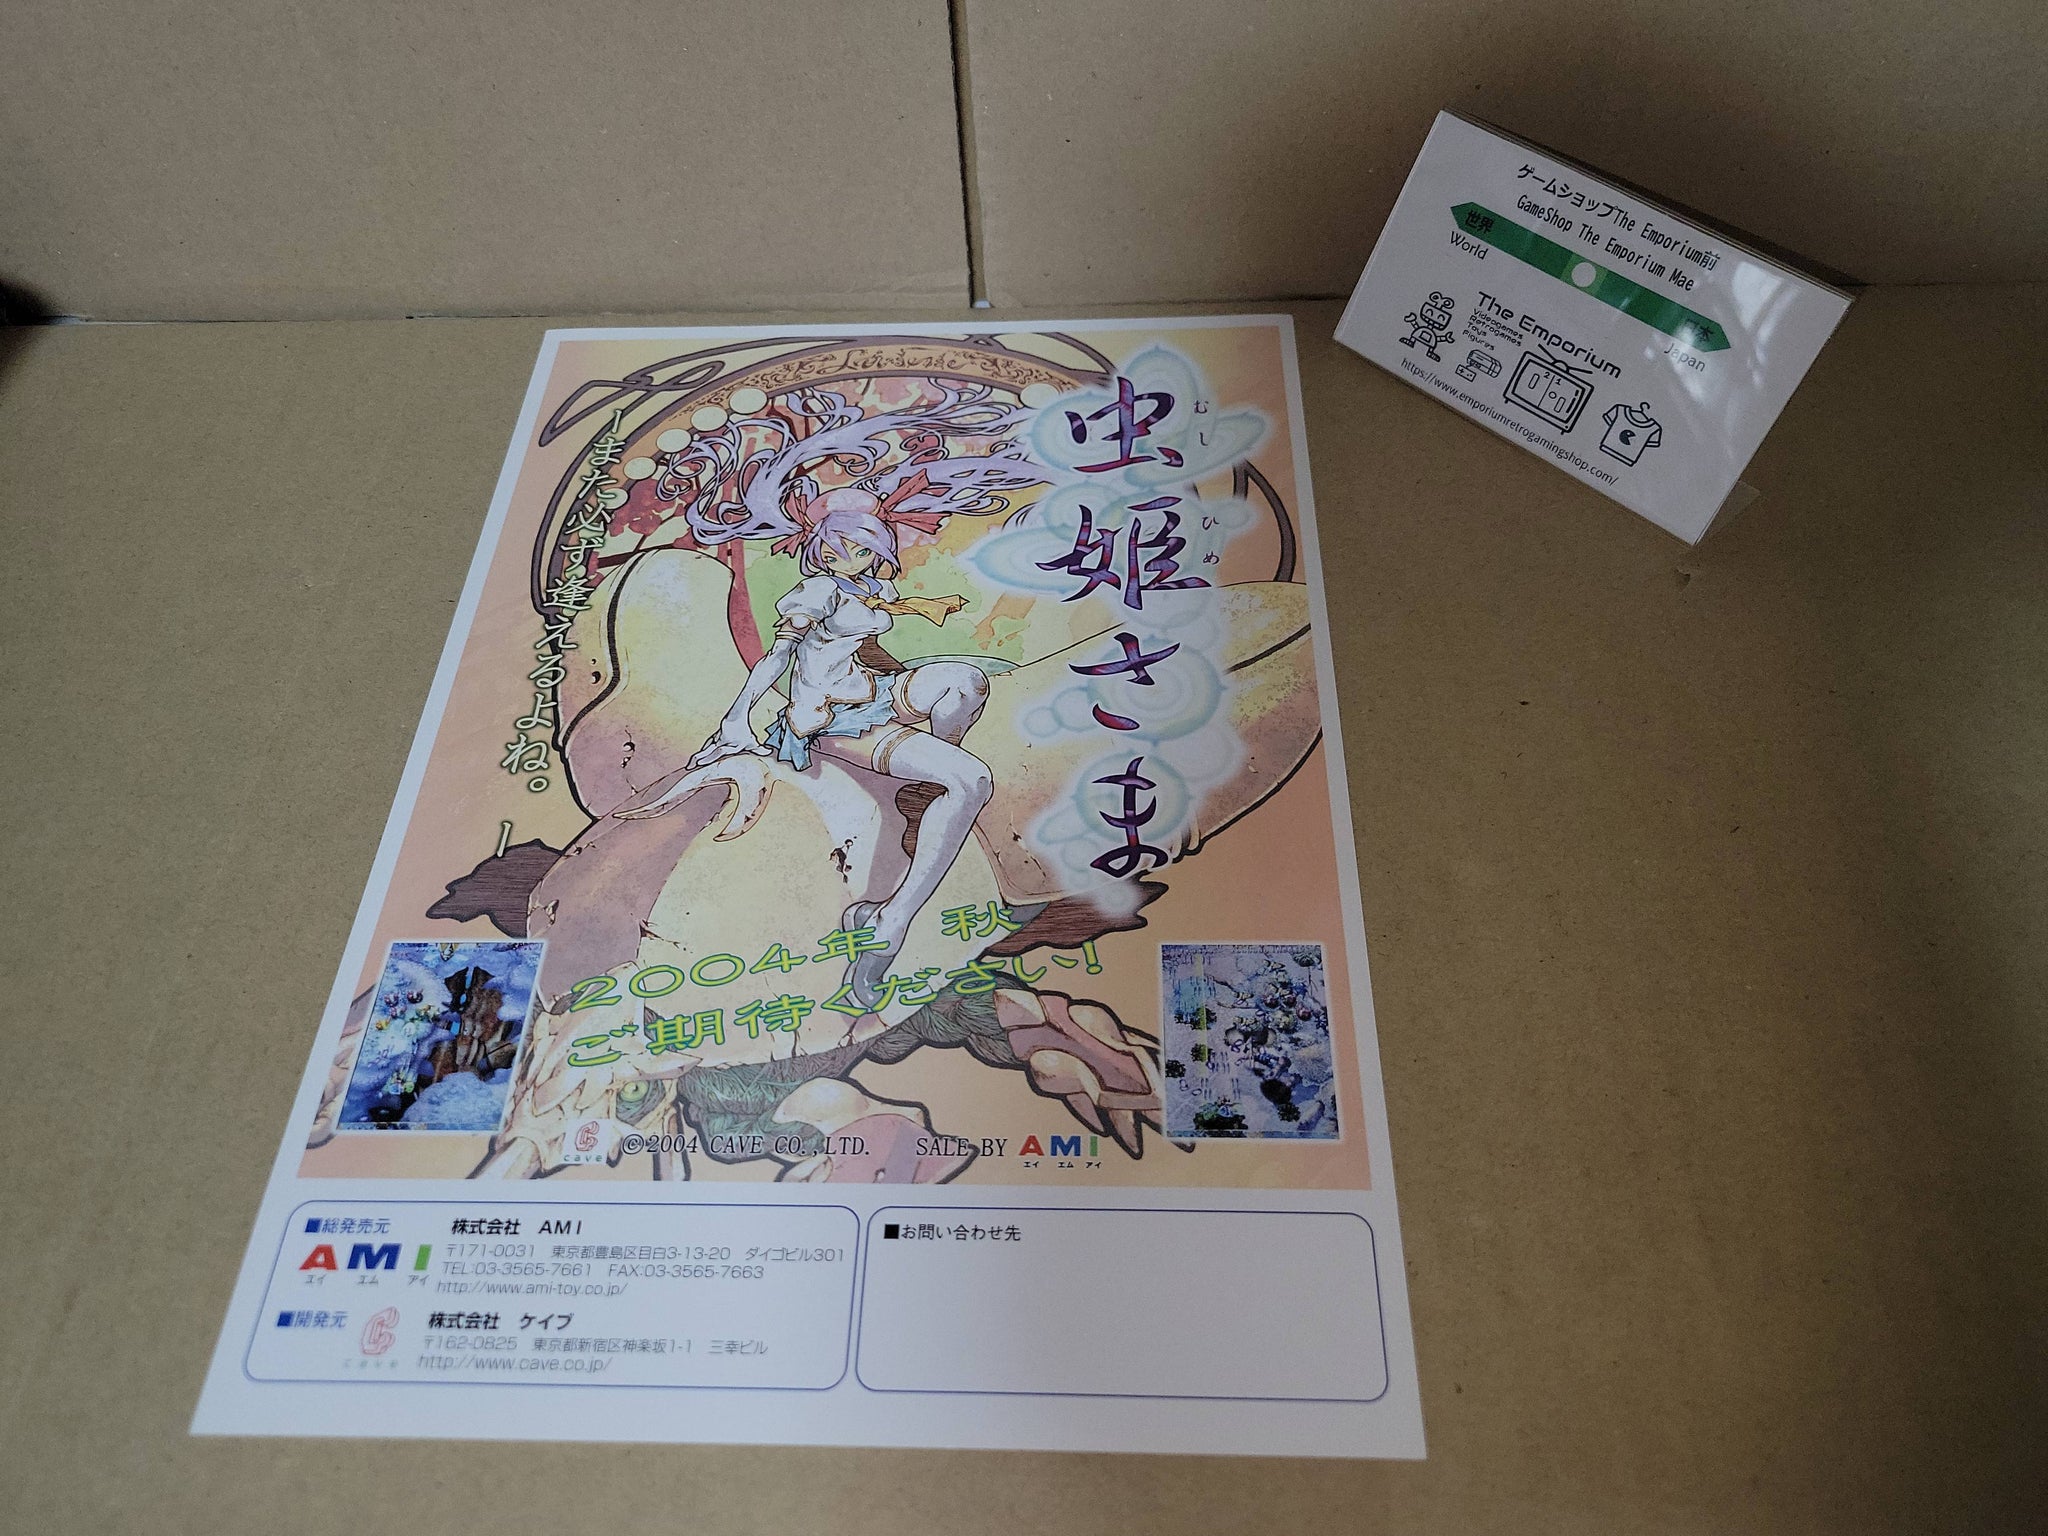 虫姫さま
むし ひめ
ーまた必ず逢えるよね。ー
2004年 秋
ご期待ください!
cave
©2004 CAVE CO.,LTD. SALE BY AMI
エイ エム アイ
■総発売元 株式会社 AMI
AMI
エイ エム アイ
〒171-0031 東京都豊島区目白3-13-20 ダイゴビル301
TEL:03-3565-7661 FAX:03-3565-7663
http://www.ami-toy.co.jp/
■開発元 株式会社 ケイブ
cave
〒162-0825 東京都新宿区神楽坂1-1 三幸ビル
http://www.cave.co.jp/
■お問い合わせ先
ゲームショップThe Emporium前
GameShop The Emporium Mae
世界 日本
World Japan
The Emporium
Videogames
Retrogames
Toys
Figures
https://www.emporiumretrogamingshop.com/